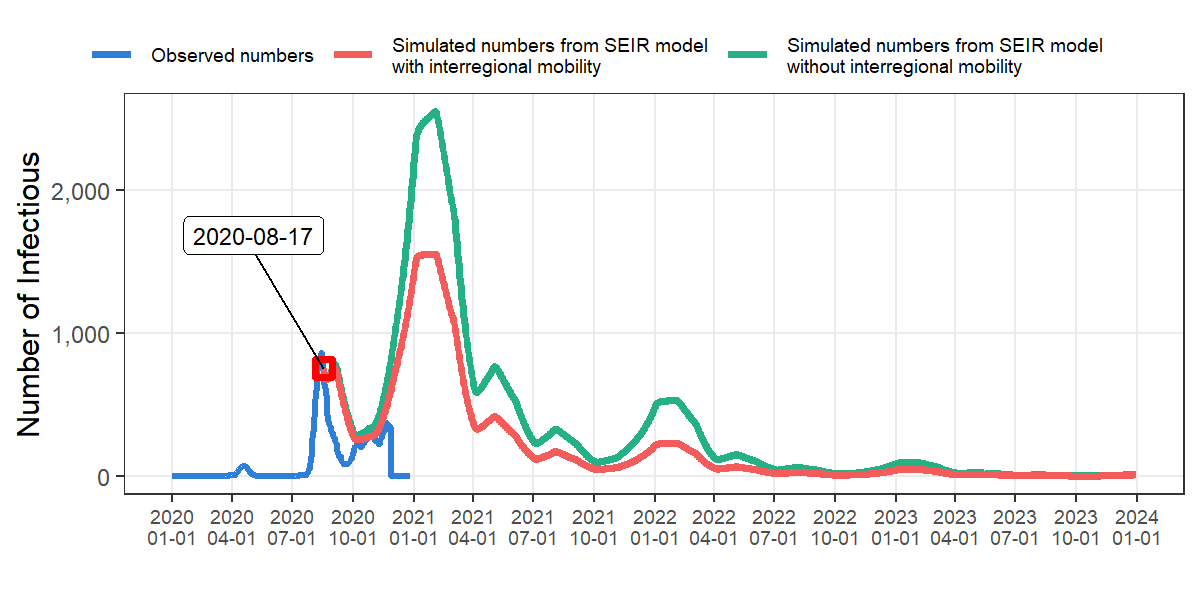 Observed numbers
Simulated numbers from SEIR model
with interregional mobility
Simulated numbers from SEIR model
without interregional mobility
Number of Infectious
2,000
1,000
0
2020-08-17
2020 2020 2020 2020 2021 2021 2021 2021 2022 2022 2022 2022 2023 2023 2023 2023 2024
01-01 04-01 07-01 10-01 01-01 04-01 07-01 10-01 01-01 04-01 07-01 10-01 01-01 04-01 07-01 10-01 01-01